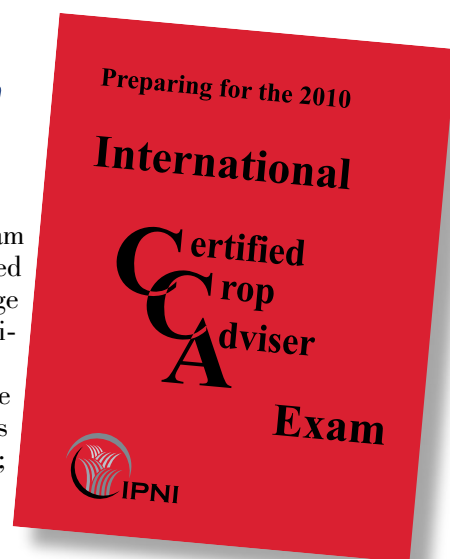 Preparing for the 2010
International
Certified
Crop
Adviser
Exam
IPNI